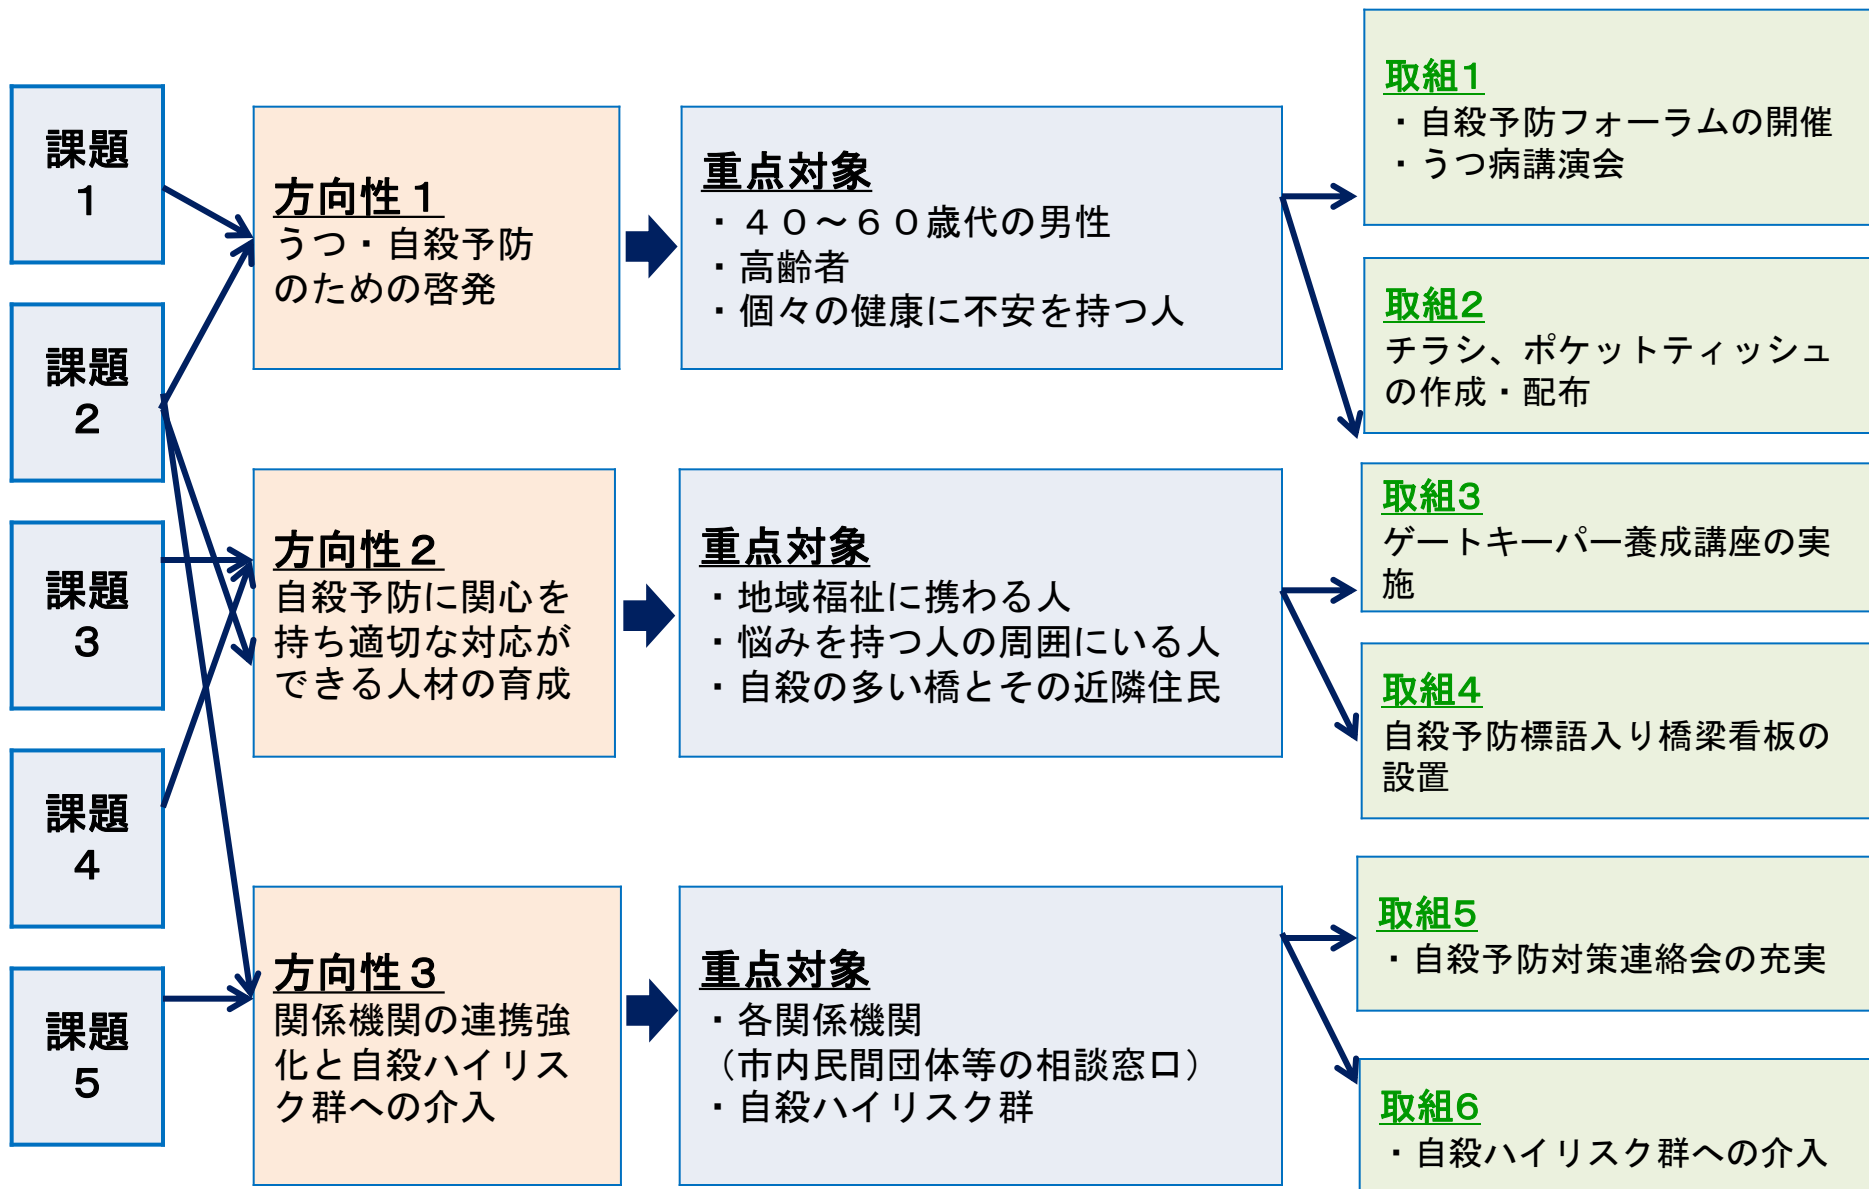 課題
1
課題
2
課題
3
課題
4
課題
5
方向性１
うつ・自殺予防
のための啓発
重点対象
・４０～６０歳代の男性
・高齢者
・個々の健康に不安を持つ人
取組1
・自殺予防フォーラムの開催
・うつ病講演会
取組2
チラシ、ポケットティッシュ
の作成・配布
方向性２
自殺予防に関心を
持ち適切な対応が
できる人材の育成
重点対象
・地域福祉に携わる人
・悩みを持つ人の周囲にいる人
・自殺の多い橋とその近隣住民
取組3
ゲートキーパー養成講座の実
施
取組4
自殺予防標語入り橋梁看板の
設置
方向性３
関係機関の連携強
化と自殺ハイリス
ク群への介入
重点対象
・各関係機関
（市内民間団体等の相談窓口）
・自殺ハイリスク群
取組5
・自殺予防対策連絡会の充実
取組6
・自殺ハイリスク群への介入